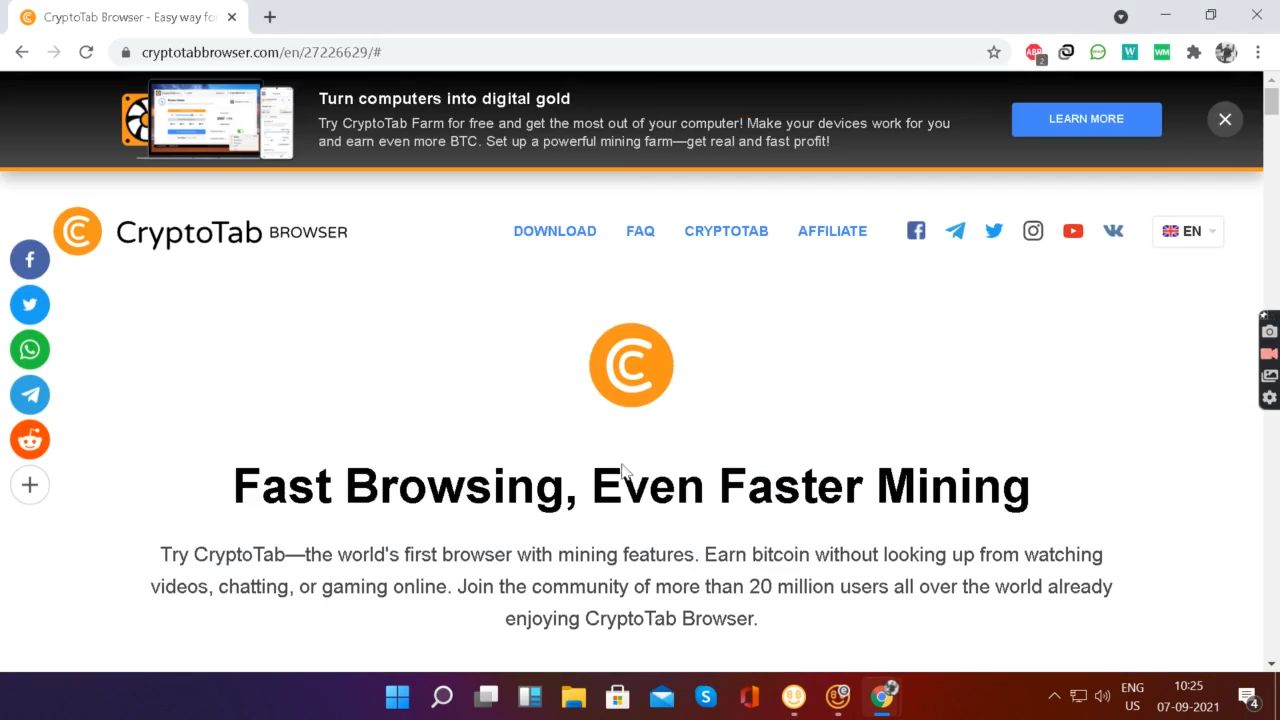 CryptoTab Browser - Easy way for
cryptotabbrowser.com/en/27226629/#
ABP
2
W
WM
Turn computers into digital gold
Try CryptoTab Farm for free and get the most out of your computer! Make your devices work for you
and earn even more BTC. Set up a powerful mining farm—get real and fast profit!
LEARN MORE
CryptoTab BROWSER
DOWNLOAD
FAQ
CRYPTOTAB
AFFILIATE
EN
Fast Browsing, Even Faster Mining
Try CryptoTab—the world's first browser with mining features. Earn bitcoin without looking up from watching
videos, chatting, or gaming online. Join the community of more than 20 million users all over the world already
enjoying CryptoTab Browser.
ENG
US
10:25
07-09-2021
4